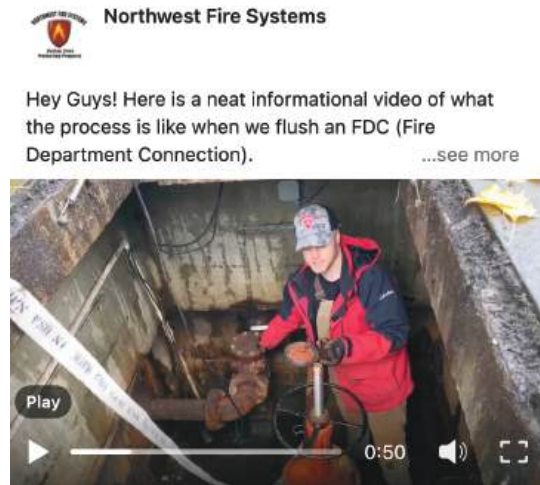 Northwest Fire Systems
Hey Guys! Here is a neat informational video of what
the process is like when we flush an FDC (Fire
Department Connection).
...see more
Play
0:50